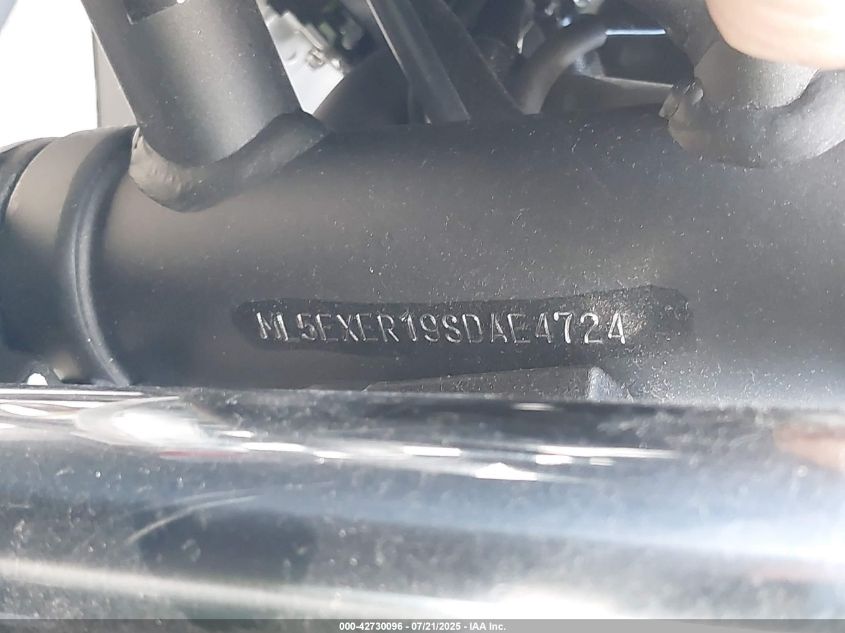 ML5EXER19SDAE4724
000-42730096 - 07/21/2025 - IAA Inc.